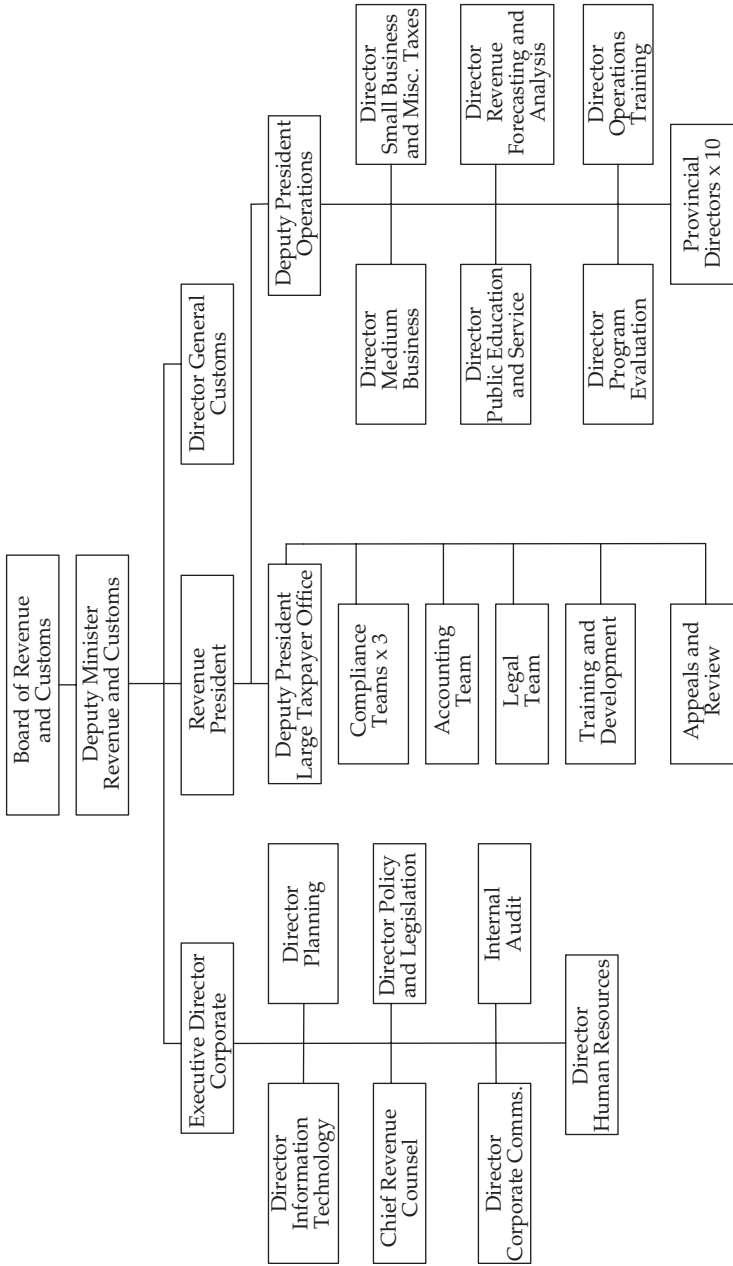 Board of Revenue
and Customs
Deputy Minister
Revenue and Customs
Executive Director
Corporate
Revenue
President
Director General
Customs
Director
Information
Technology
Director
Planning
Chief Revenue
Counsel
Director Policy
and Legislation
Director
Corporate Comms.
Internal
Audit
Director
Human Resources
Deputy President
Large Taxpayer Office
Compliance
Teams x 3
Accounting
Team
Legal
Team
Training and
Development
Appeals and
Review
Deputy President
Operations
Director
Medium
Business
Director
Small Business
and Misc. Taxes
Director
Public Education
and Service
Director
Revenue
Forecasting and
Analysis
Director
Program
Evaluation
Director
Operations
Training
Provincial
Directors x 10